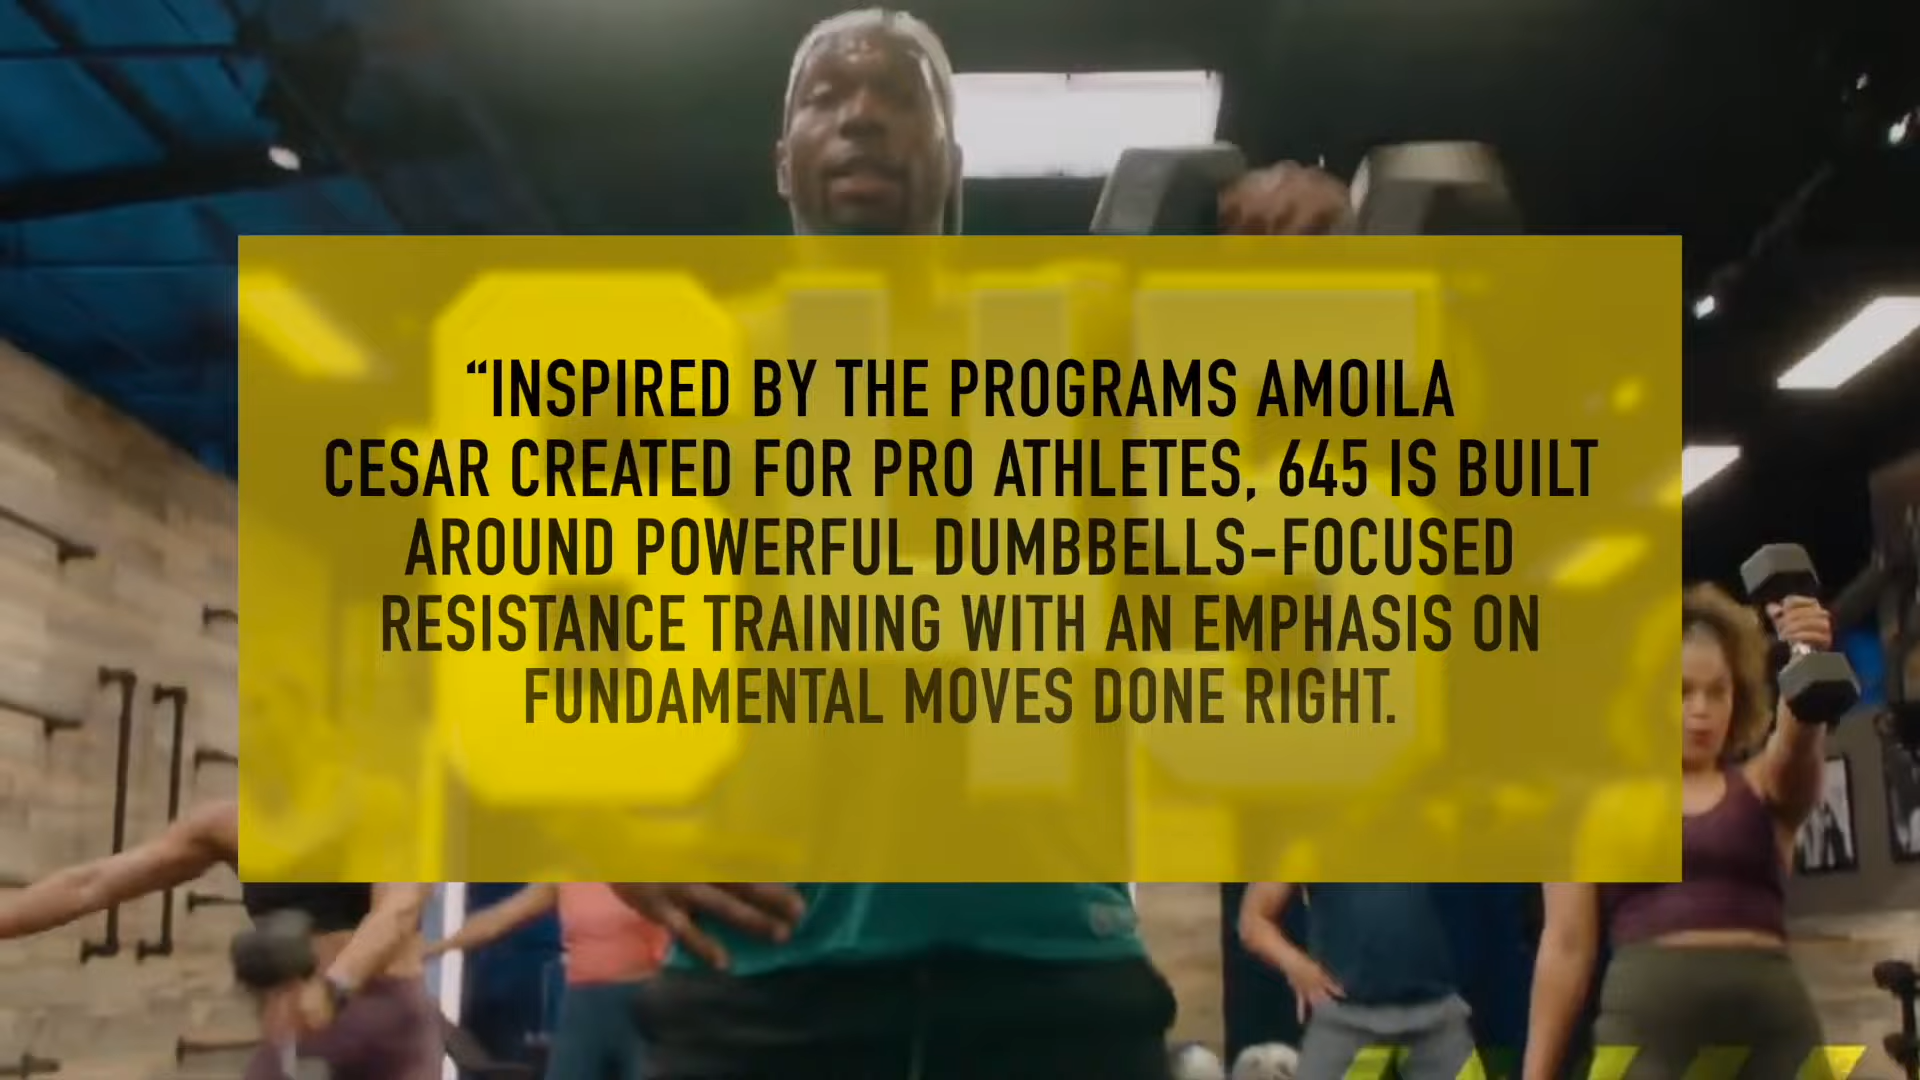 645
“INSPIRED BY THE PROGRAMS AMOILA
CESAR CREATED FOR PRO ATHLETES, 645 IS BUILT
AROUND POWERFUL DUMBBELLS-FOCUSED
RESISTANCE TRAINING WITH AN EMPHASIS ON
FUNDAMENTAL MOVES DONE RIGHT.